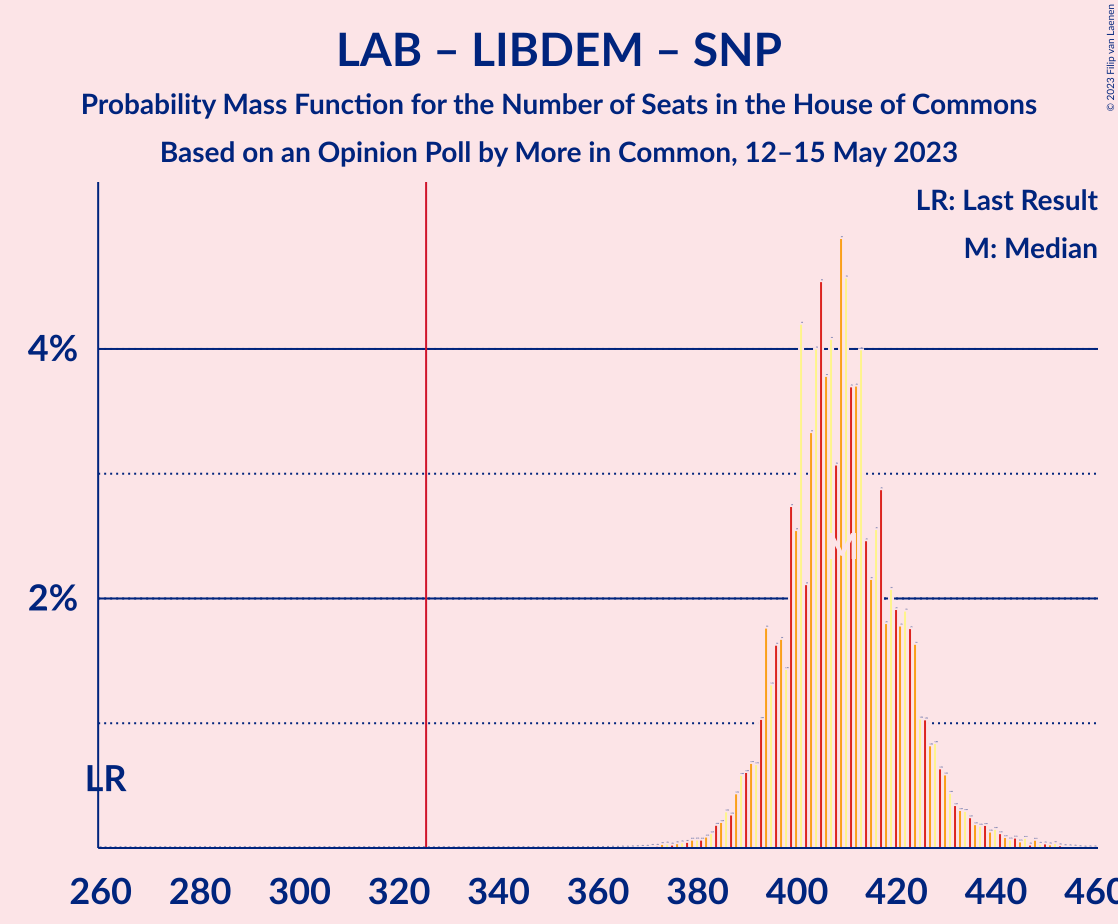 LAB – LIBDEM – SNP
Probability Mass Function for the Number of Seats in the House of Commons
Based on an Opinion Poll by More in Common, 12–15 May 2023
© 2023 Filip van Laenen
LR: Last Result
M: Median
4%
2%
M
LR
260 280 300 320 340 360 380 400 420 440 460